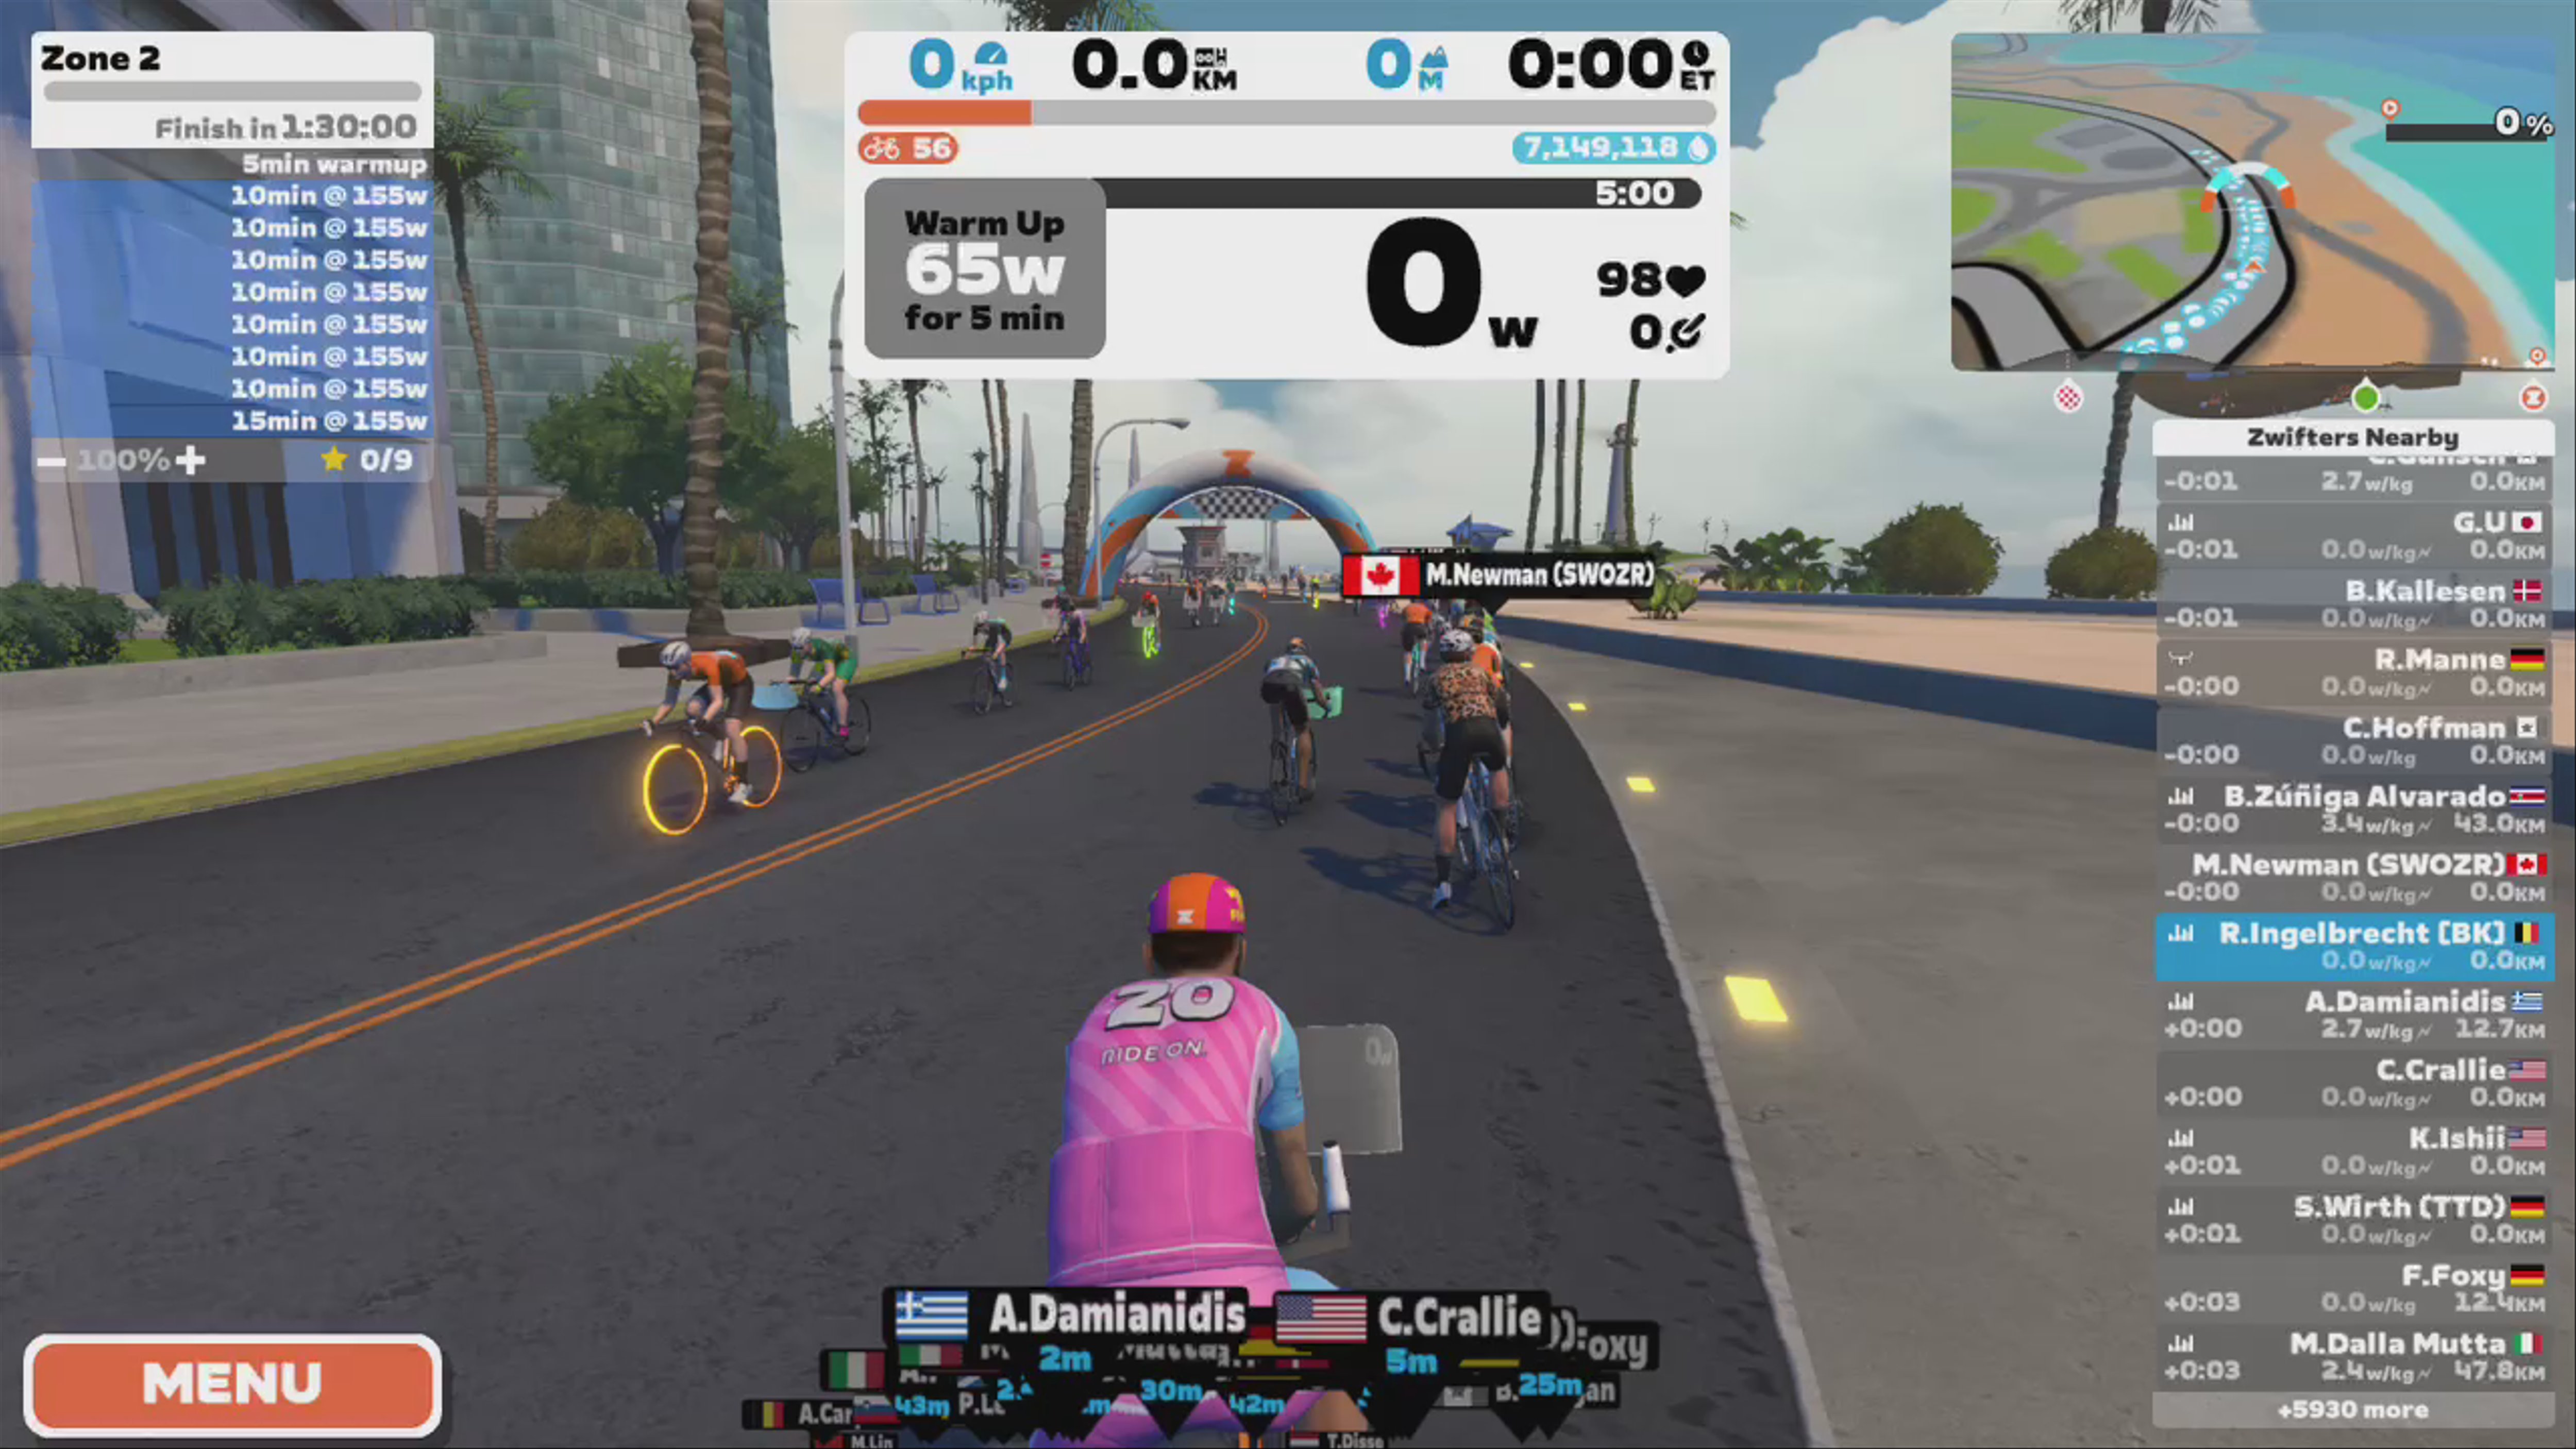 Zone 2
Finish in 1:30:00
5min warmup
10min @ 155w
10min @ 155w
10min @ 155w
10min @ 155w
10min @ 155w
10min @ 155w
10min @ 155w
15min @ 155w
100% 0/9
0 kph 0.0 KM 0 M 0:00 ET
56 7,149,118
5:00
Warm Up
65w
for 5 min
0 w
98
0
0 %
Zwifters Nearby
-0:01 2.7w/kg 0.0KM
G.U
-0:01 0.0w/kg 0.0KM
B.Kallesen
-0:01 0.0w/kg 0.0KM
R.Manne
-0:00 0.0w/kg 0.0KM
C.Hoffman
-0:00 0.0w/kg 0.0KM
B.Zúñiga Alvarado
-0:00 3.4w/kg 43.0KM
M.Newman (SWOZR)
-0:00 0.0w/kg 0.0KM
R.Ingelbrecht [BK]
0.0w/kg 0.0KM
A.Damianidis
+0:00 2.7w/kg 12.7KM
C.Crallie
+0:00 0.0w/kg 0.0KM
K.Ishii
+0:01 0.0w/kg 0.0KM
S.Wirth (TTD)
+0:01 0.0w/kg 0.0KM
F.Foxy
+0:03 0.0w/kg 12.4KM
M.Dalla Mutta
+0:03 2.4w/kg 47.8KM
+5930 more
M.Newman (SWOZR)
20
RIDE ON.
0w
A.Damianidis C.Crallie
2m 5m
43m 30m 42m 25m
M.Lin T.Disse
MENU